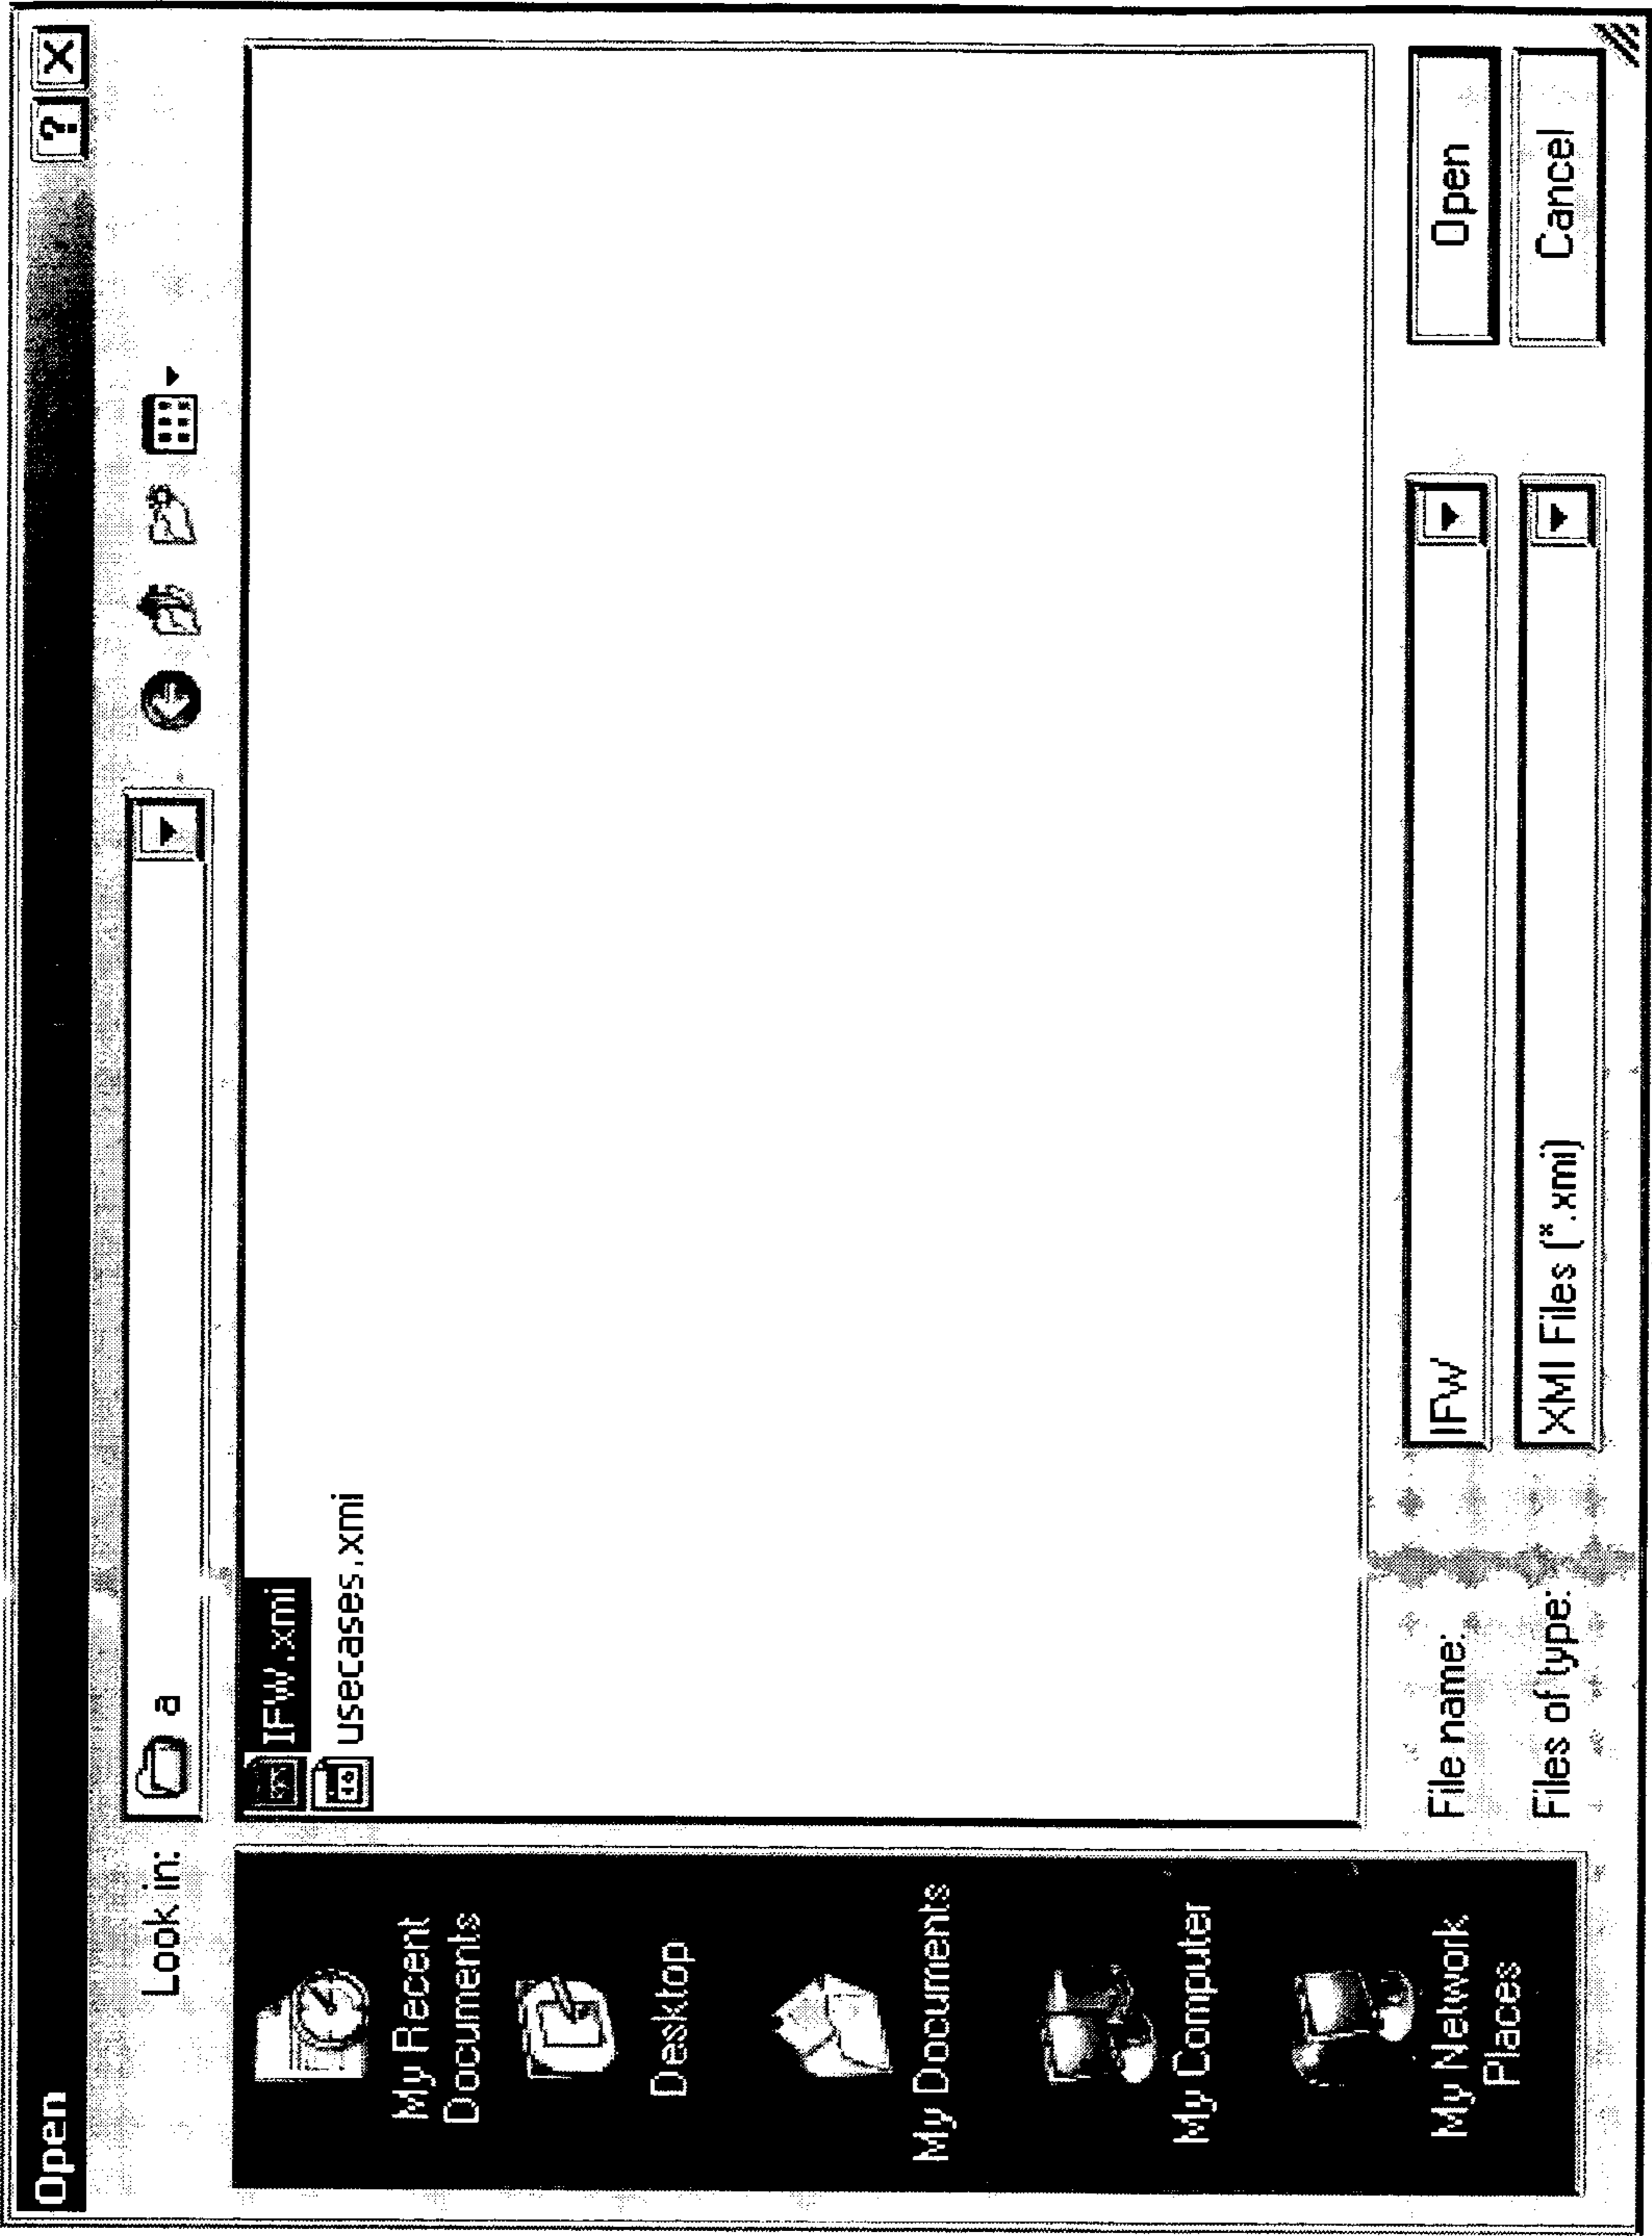 Open
Look in:
a
My Recent
Documents
Desktop
My Documents
My Computer
My Network
Places
IFW.xmi
usecases.xmi
File name:
IFW
Open
Files of type:
XMI Files (*.xmi)
Cancel